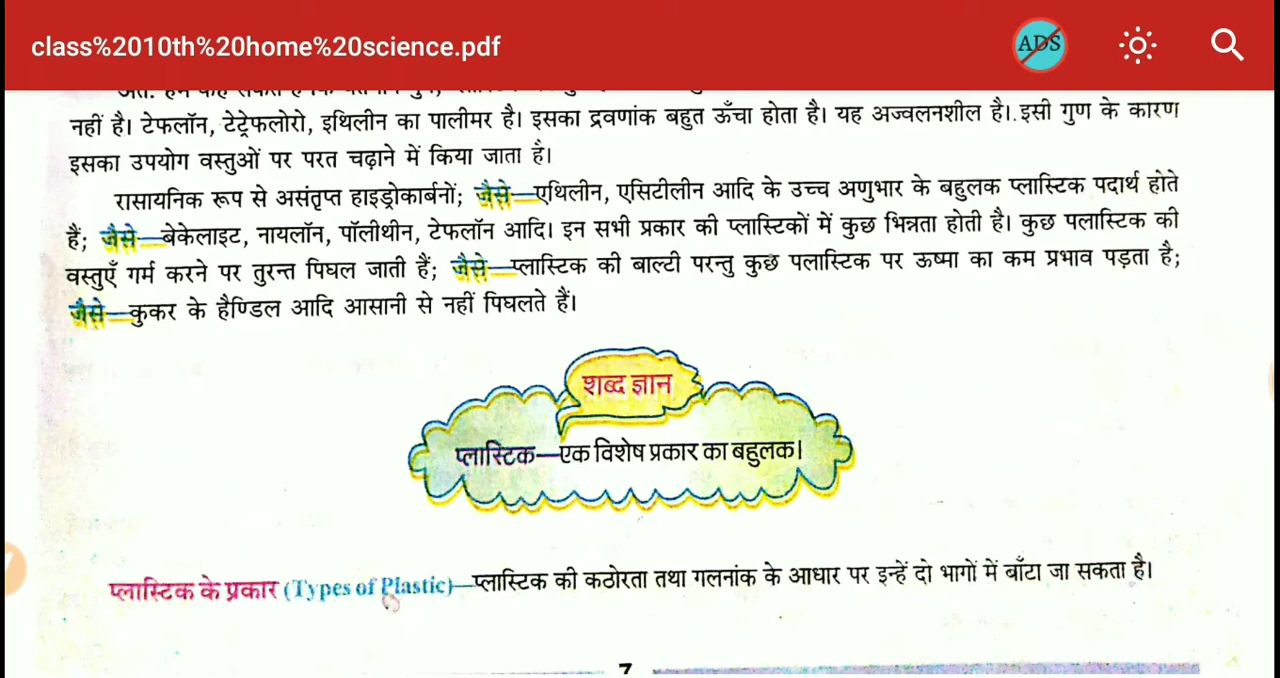 class%2010th%20home%20science.pdf
ADS
नहीं है। टेफलॉन, टेट्रेफलोरो, इथिलीन का पालीमर है। इसका द्रवणांक बहुत ऊँचा होता है। यह अज्वलनशील है। इसी गुण के कारण
इसका उपयोग वस्तुओं पर परत चढ़ाने में किया जाता है।
रासायनिक रूप से असंतृप्त हाइड्रोकार्बनों; जैसे—एथिलीन, एसिटीलीन आदि के उच्च अणुभार के बहुलक प्लास्टिक पदार्थ होते
हैं; जैसे—बेकेलाइट, नायलॉन, पॉलीथीन, टेफलॉन आदि। इन सभी प्रकार की प्लास्टिकों में कुछ भिन्नता होती है। कुछ पलास्टिक की
वस्तुएँ गर्म करने पर तुरन्त पिघल जाती हैं; जैसे—प्लास्टिक की बाल्टी परन्तु कुछ पलास्टिक पर ऊष्मा का कम प्रभाव पड़ता है;
जैसे—कुकर के हैण्डिल आदि आसानी से नहीं पिघलते हैं।
शब्द ज्ञान
प्लास्टिक—एक विशेष प्रकार का बहुलक।
प्लास्टिक के प्रकार (Types of Plastic)—प्लास्टिक की कठोरता तथा गलनांक के आधार पर इन्हें दो भागों में बाँटा जा सकता है।
7